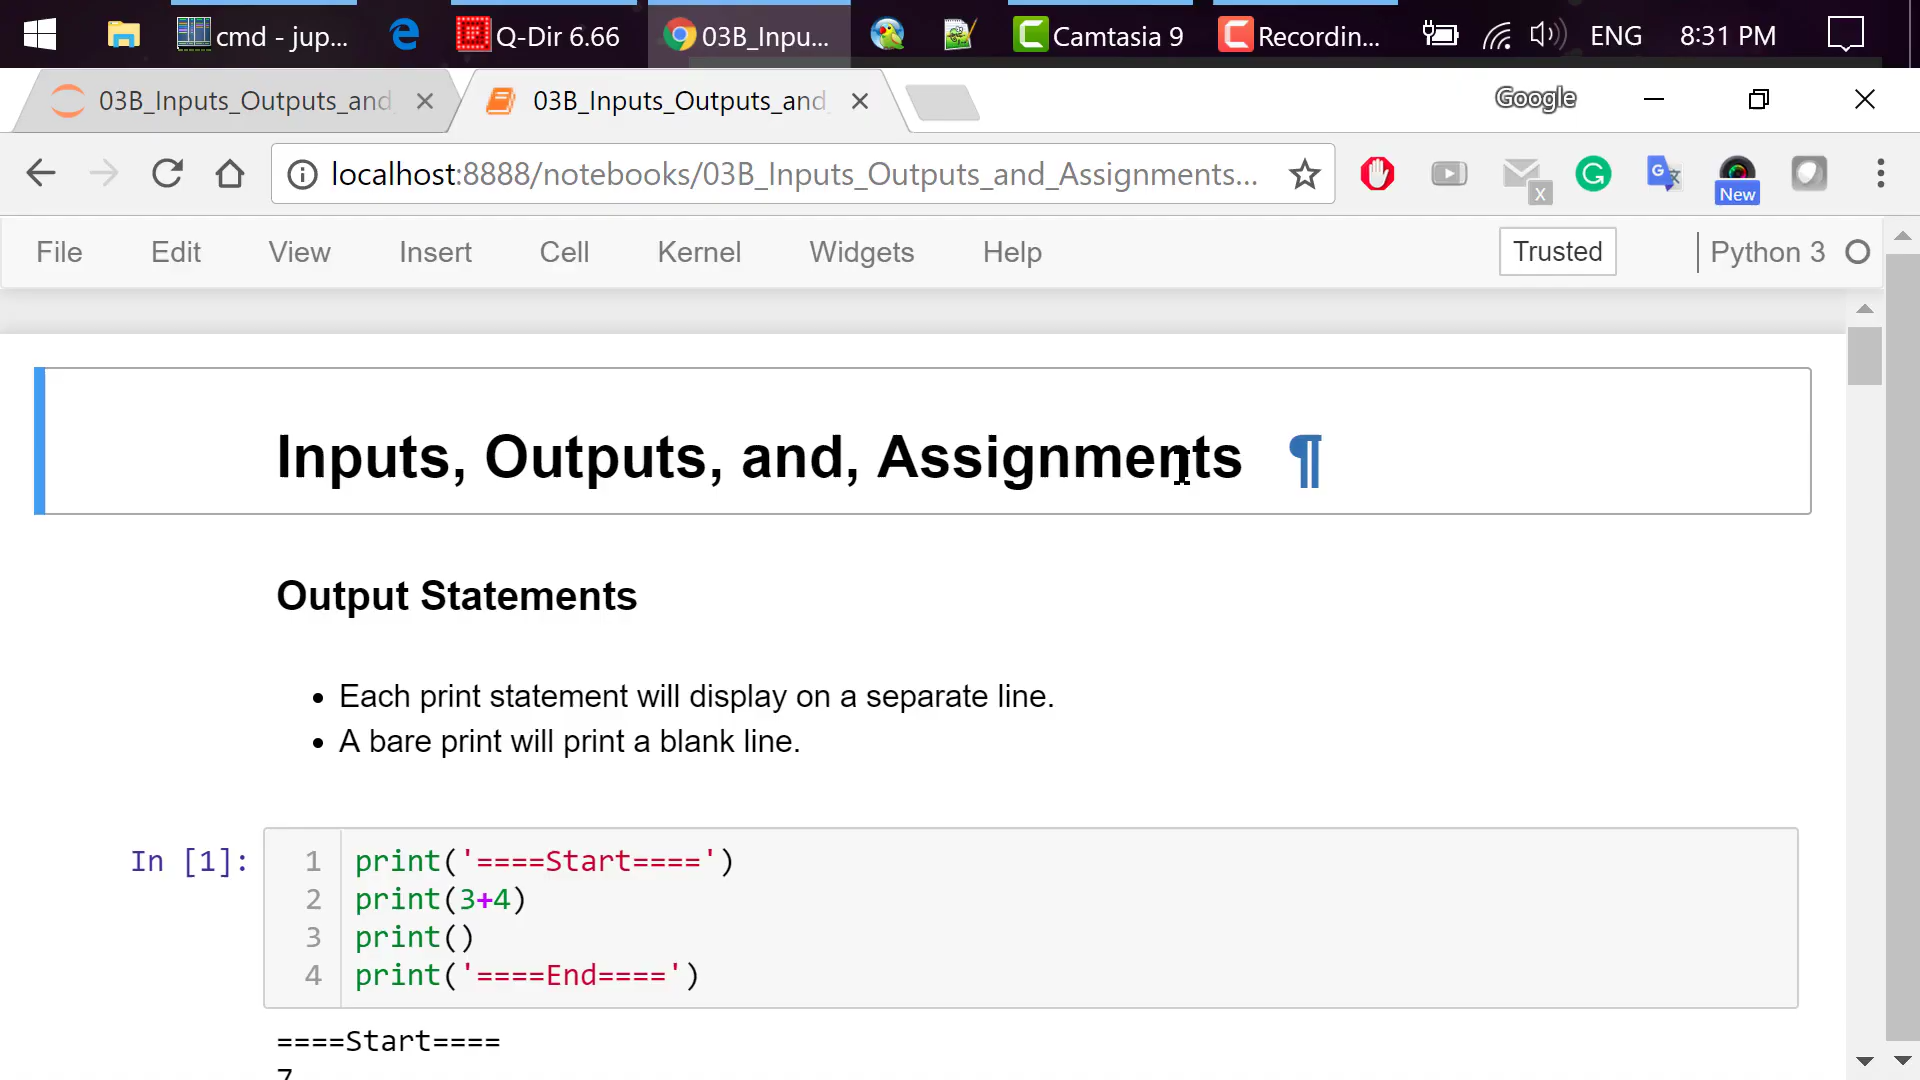 cmd - jup... Q-Dir 6.66 03B_Inpu... Camtasia 9 Recordin... ENG 8:31 PM
03B_Inputs_Outputs_and 03B_Inputs_Outputs_and Google
localhost:8888/notebooks/03B_Inputs_Outputs_and_Assignments... X New
File Edit View Insert Cell Kernel Widgets Help Trusted Python 3
Inputs, Outputs, and, Assignments ¶
Output Statements
• Each print statement will display on a separate line.
• A bare print will print a blank line.
In [1]: 1 print('====Start====')
2 print(3+4)
3 print()
4 print('====End====')
====Start====
7